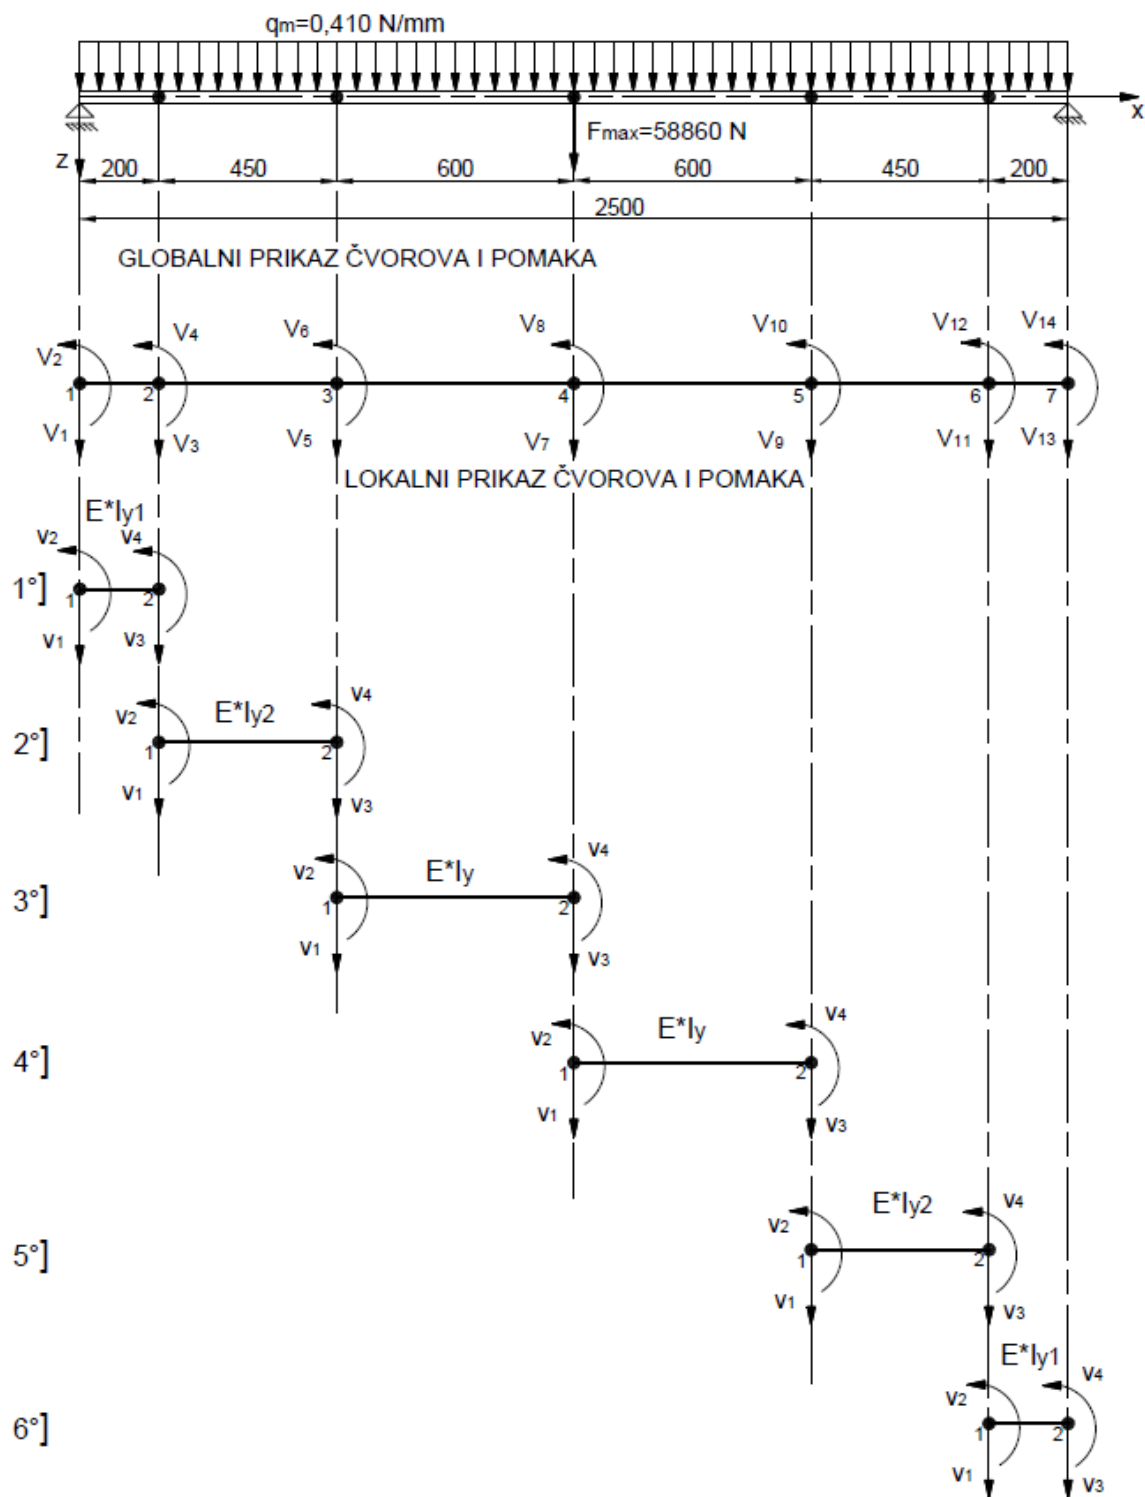 qm=0,410 N/mm
x
Fmax=58860 N
z
200 450 600 600 450 200
2500
GLOBALNI PRIKAZ ČVOROVA I POMAKA
V2 V4 V6 V8 V10 V12 V14
1 2 3 4 5 6 7
V1 V3 V5 V7 V9 V11 V13
LOKALNI PRIKAZ ČVOROVA I POMAKA
E*Iy1
v2 v4
1°] 1 2
v1 v3
v2 E*Iy2 v4
2°] 1 2
v1 v3
v2 E*Iy v4
3°] 1 2
v1 v3
v2 E*Iy v4
4°] 1 2
v1 v3
v2 E*Iy2 v4
5°] 1 2
v1 v3
E*Iy1
v2 v4
6°] 1 2
v1 v3